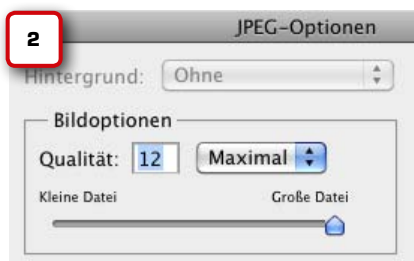 2
JPEG-Optionen
Hintergrund: Ohne
Bildoptionen
Qualität: 12 Maximal
Kleine Datei Große Datei